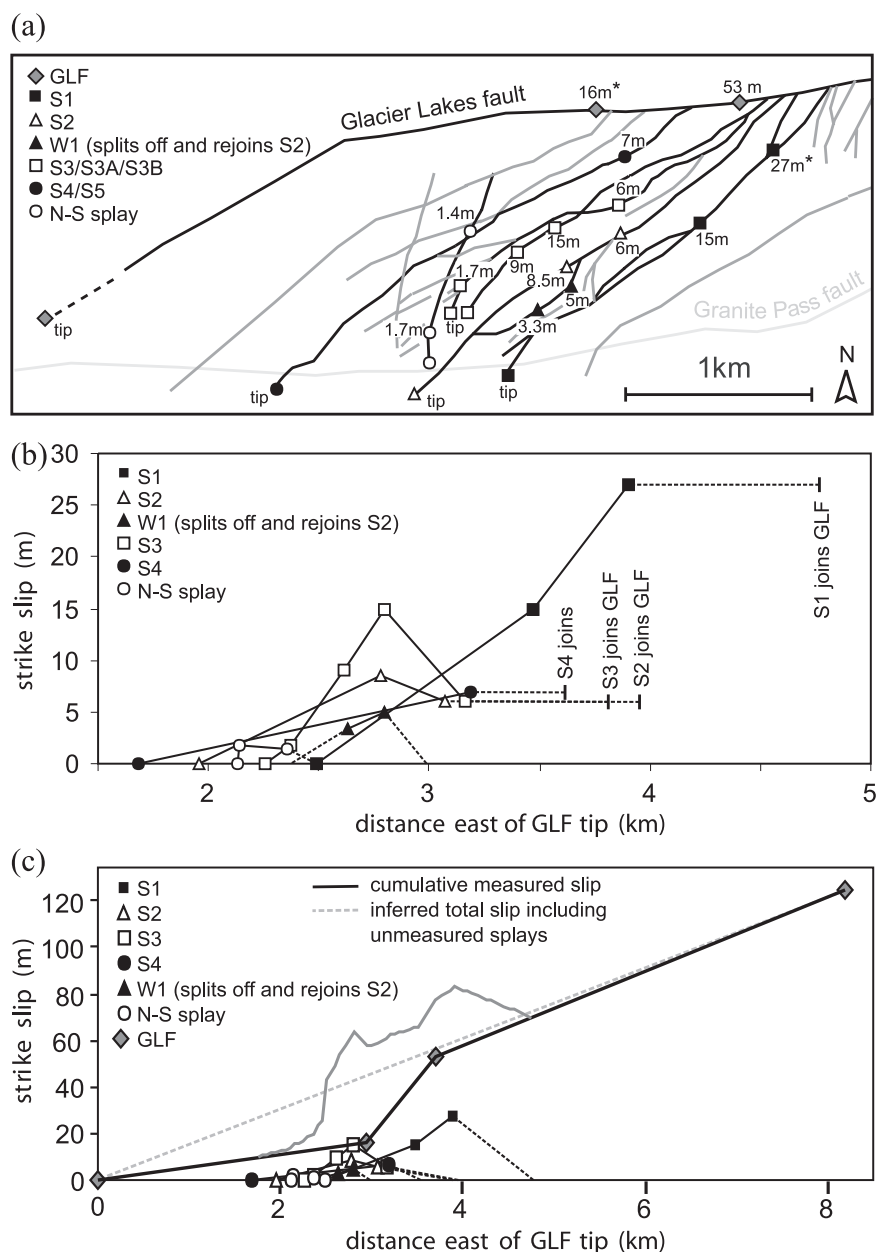 (a)
GLF
S1
S2
W1 (splits off and rejoins S2)
S3/S3A/S3B
S4/S5
N-S splay
Glacier Lakes fault
16m*
53 m
7m
27m*
1.4m
6m
15m
15m
9m
6m
1.7m
8.5m
5m
3.3m
1.7m
Granite Pass fault
tip
tip
tip
tip
tip
1km
N
(b)
30
25
20
15
10
5
0
strike slip (m)
S1
S2
W1 (splits off and rejoins S2)
S3
S4
N-S splay
S4 joins
S3 joins GLF
S2 joins GLF
S1 joins GLF
2
3
4
5
distance east of GLF tip (km)
(c)
120
100
80
60
40
20
0
strike slip (m)
S1
S2
S3
S4
W1 (splits off and rejoins S2)
N-S splay
GLF
cumulative measured slip
inferred total slip including
unmeasured splays
0
2
4
6
8
distance east of GLF tip (km)